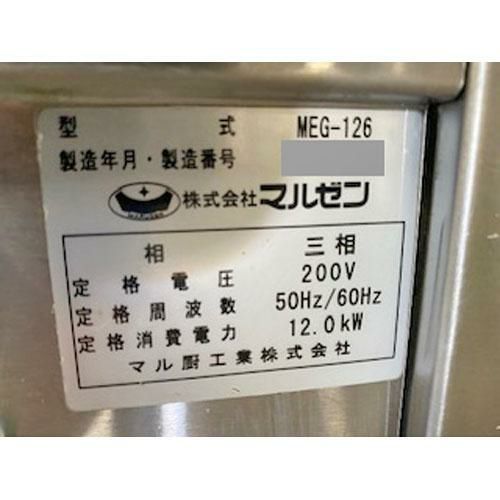 型 式 MEG-126
製造年月・製造番号
株式会社マルゼン
相 三相
定格電圧 200V
定格周波数 50Hz/60Hz
定格消費電力 12.0kW
マル厨工業株式会社